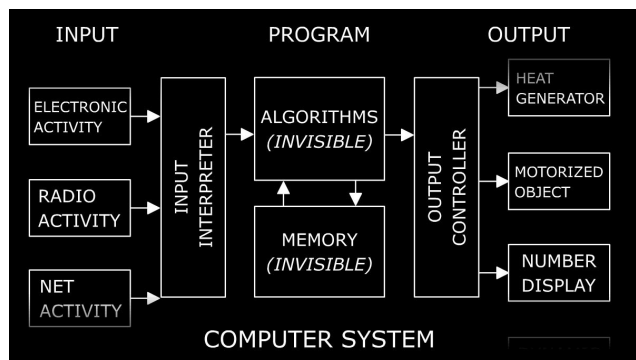 INPUT
PROGRAM
OUTPUT
ELECTRONIC
ACTIVITY
RADIO
ACTIVITY
NET
ACTIVITY
INPUT
INTERPRETER
ALGORITHMS
(INVISIBLE)
MEMORY
(INVISIBLE)
OUTPUT
CONTROLLER
HEAT
GENERATOR
MOTORIZED
OBJECT
NUMBER
DISPLAY
COMPUTER SYSTEM